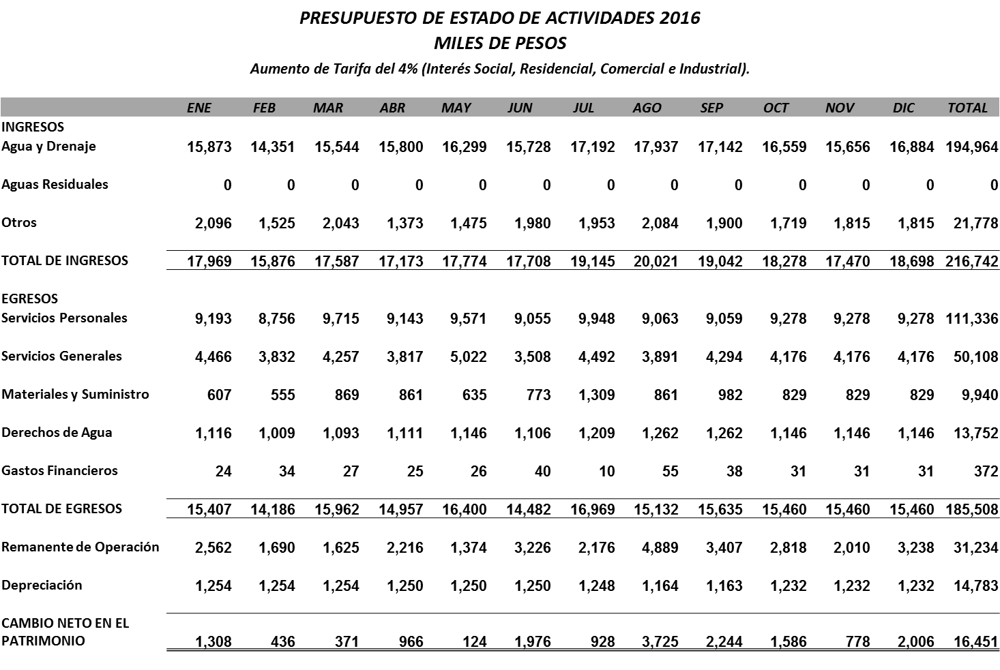 PRESUPUESTO DE ESTADO DE ACTIVIDADES 2016
MILES DE PESOS
Aumento de Tarifa del 4% (Interés Social, Residencial, Comercial e Industrial).
ENE FEB MAR ABR MAY JUN JUL AGO SEP OCT NOV DIC TOTAL
INGRESOS
Agua y Drenaje 15,873 14,351 15,544 15,800 16,299 15,728 17,192 17,937 17,142 16,559 15,656 16,884 194,964
Aguas Residuales 0 0 0 0 0 0 0 0 0 0 0 0 0
Otros 2,096 1,525 2,043 1,373 1,475 1,980 1,953 2,084 1,900 1,719 1,815 1,815 21,778
TOTAL DE INGRESOS 17,969 15,876 17,587 17,173 17,774 17,708 19,145 20,021 19,042 18,278 17,470 18,698 216,742
EGRESOS
Servicios Personales 9,193 8,756 9,715 9,143 9,571 9,055 9,948 9,063 9,059 9,278 9,278 9,278 111,336
Servicios Generales 4,466 3,832 4,257 3,817 5,022 3,508 4,492 3,891 4,294 4,176 4,176 4,176 50,108
Materiales y Suministro 607 555 869 861 635 773 1,309 861 982 829 829 829 9,940
Derechos de Agua 1,116 1,009 1,093 1,111 1,146 1,106 1,209 1,262 1,262 1,146 1,146 1,146 13,752
Gastos Financieros 24 34 27 25 26 40 10 55 38 31 31 31 372
TOTAL DE EGRESOS 15,407 14,186 15,962 14,957 16,400 14,482 16,969 15,132 15,635 15,460 15,460 15,460 185,508
Remanente de Operación 2,562 1,690 1,625 2,216 1,374 3,226 2,176 4,889 3,407 2,818 2,010 3,238 31,234
Depreciación 1,254 1,254 1,254 1,250 1,250 1,250 1,248 1,164 1,163 1,232 1,232 1,232 14,783
CAMBIO NETO EN EL
PATRIMONIO 1,308 436 371 966 124 1,976 928 3,725 2,244 1,586 778 2,006 16,451